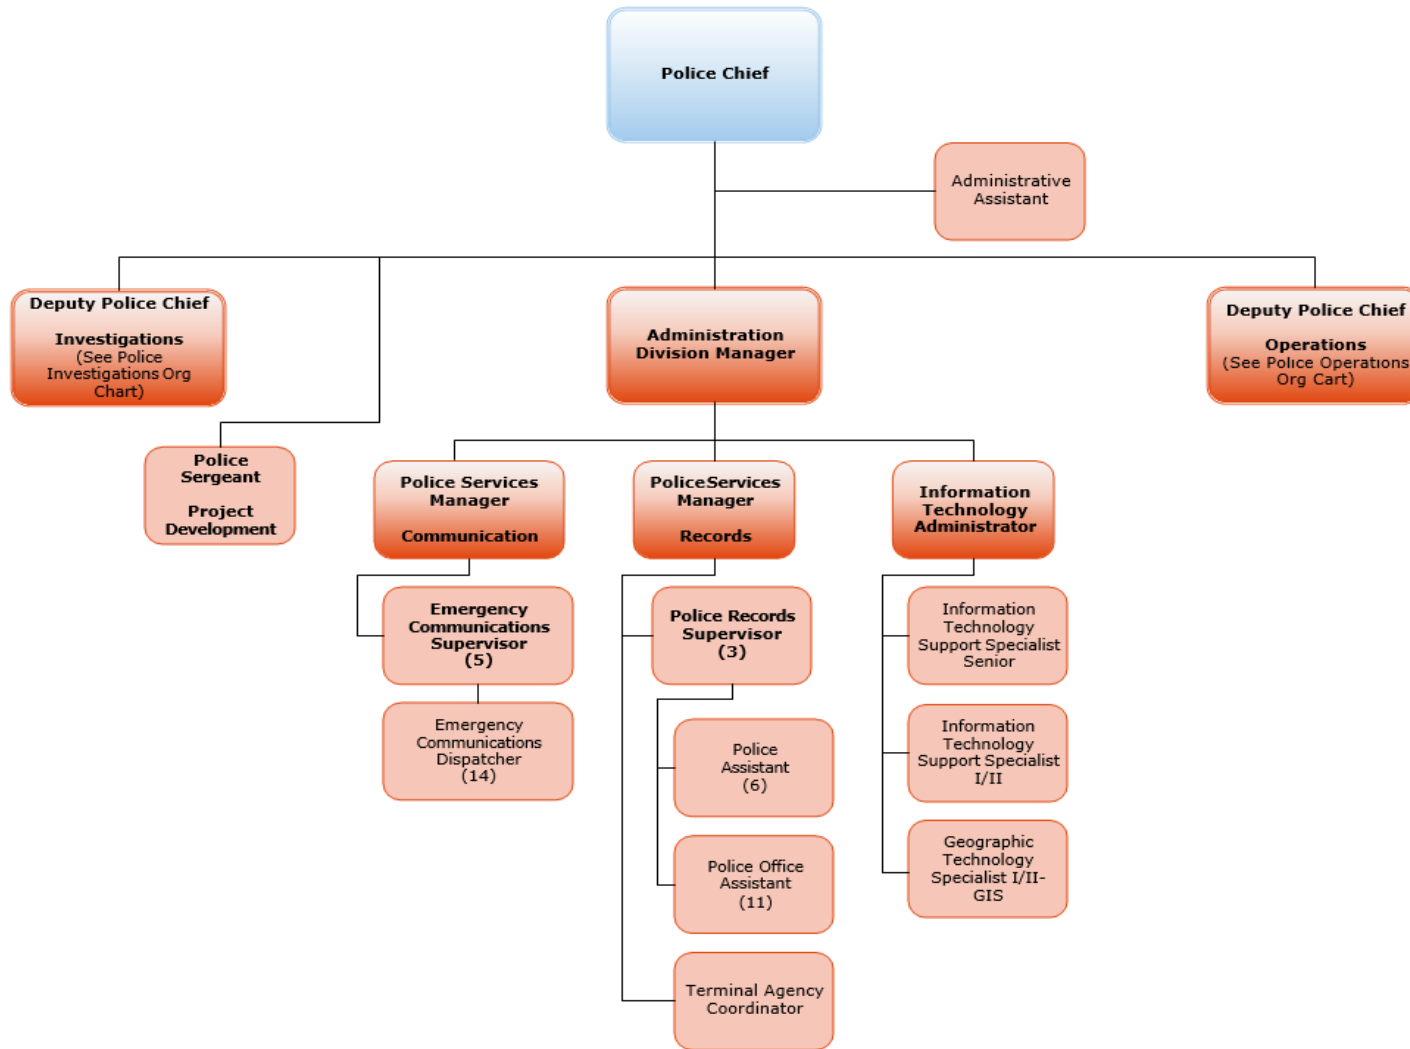 Police Chief
Administrative
Assistant
Deputy Police Chief
Investigations
(See Police
Investigations Org
Chart)
Administration
Division Manager
Deputy Police Chief
Operations
(See Police Operations
Org Cart)
Police
Sergeant
Project
Development
Police Services
Manager
Communication
Police Services
Manager
Records
Information
Technology
Administrator
Emergency
Communications
Supervisor
(5)
Emergency
Communications
Dispatcher
(14)
Police Records
Supervisor
(3)
Police
Assistant
(6)
Police Office
Assistant
(11)
Terminal Agency
Coordinator
Information
Technology
Support Specialist
Senior
Information
Technology
Support Specialist
I/II
Geographic
Technology
Specialist I/II-
GIS